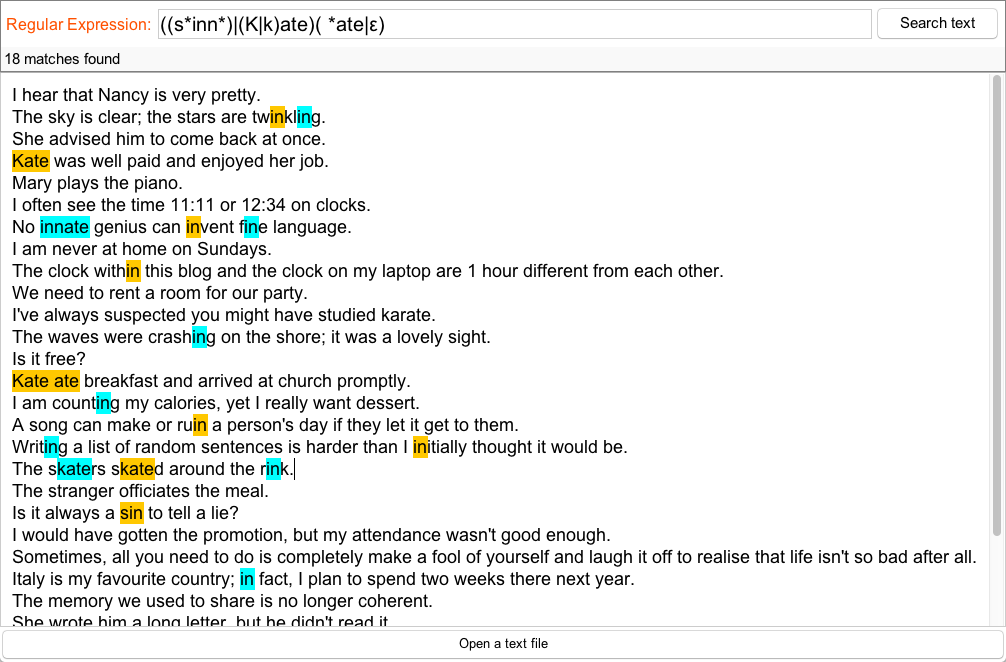 Regular Expression: ((s*inn*)|(K|k)ate)( *ate|ε)
Search text
18 matches found
I hear that Nancy is very pretty.
The sky is clear; the stars are twinkling.
She advised him to come back at once.
Kate was well paid and enjoyed her job.
Mary plays the piano.
I often see the time 11:11 or 12:34 on clocks.
No innate genius can invent fine language.
I am never at home on Sundays.
The clock within this blog and the clock on my laptop are 1 hour different from each other.
We need to rent a room for our party.
I've always suspected you might have studied karate.
The waves were crashing on the shore; it was a lovely sight.
Is it free?
Kate ate breakfast and arrived at church promptly.
I am counting my calories, yet I really want dessert.
A song can make or ruin a person's day if they let it get to them.
Writing a list of random sentences is harder than I initially thought it would be.
The skaters skated around the rink.
The stranger officiates the meal.
Is it always a sin to tell a lie?
I would have gotten the promotion, but my attendance wasn't good enough.
Sometimes, all you need to do is completely make a fool of yourself and laugh it off to realise that life isn't so bad after all.
Italy is my favourite country; in fact, I plan to spend two weeks there next year.
The memory we used to share is no longer coherent.
She wrote him a long letter, but he didn't read it.
Open a text file